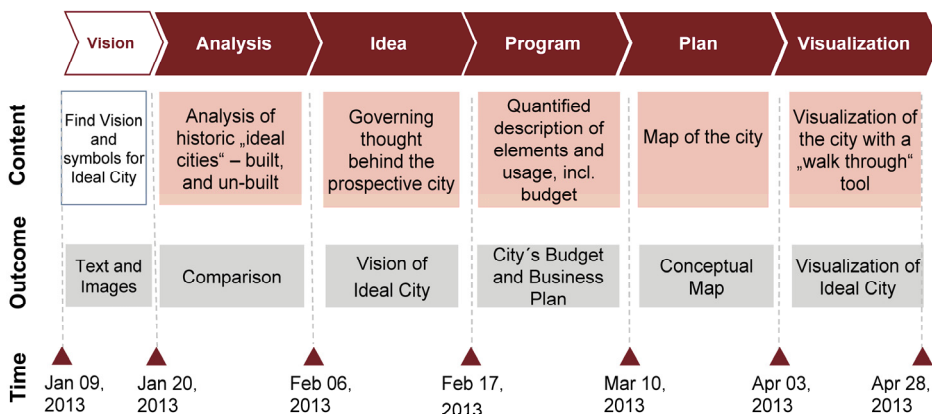 Vision
Analysis
Idea
Program
Plan
Visualization
Content
Find Vision
and
symbols for
Ideal City
Analysis of
historic „ideal
cities“ – built,
and un-built
Governing
thought
behind the
prospective city
Quantified
description of
elements and
usage, incl.
budget
Map of the city
Visualization of
the city with a
„walk through“
tool
Outcome
Text and
Images
Comparison
Vision of
Ideal City
City´s Budget
and Business
Plan
Conceptual
Map
Visualization of
Ideal City
Time
Jan 09,
2013
Jan 20,
2013
Feb 06,
2013
Feb 17,
2013
Mar 10,
2013
Apr 03,
2013
Apr 28,
2013